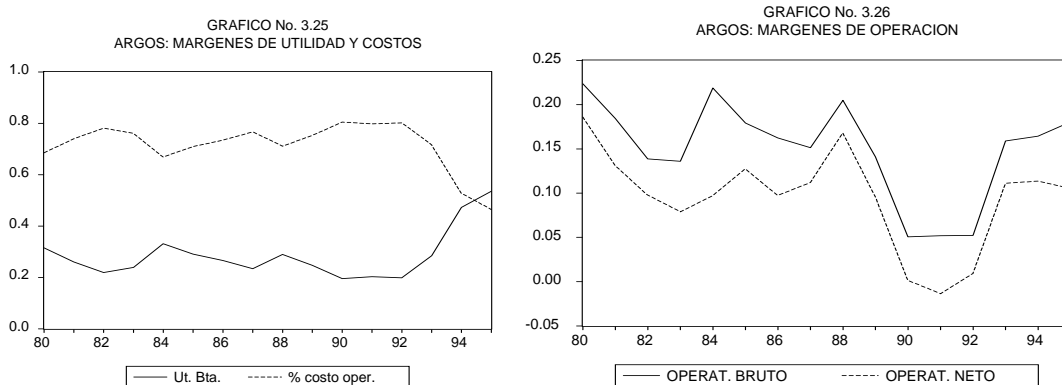 GRAFICO No. 3.25
ARGOS: MARGENES DE UTILIDAD Y COSTOS
1.0
0.8
0.6
0.4
0.2
0.0
80 82 84 86 88 90 92 94
Ut. Bta. % costo oper.
GRAFICO No. 3.26
ARGOS: MARGENES DE OPERACION
0.25
0.20
0.15
0.10
0.05
0.00
-0.05
80 82 84 86 88 90 92 94
OPERAT. BRUTO OPERAT. NETO